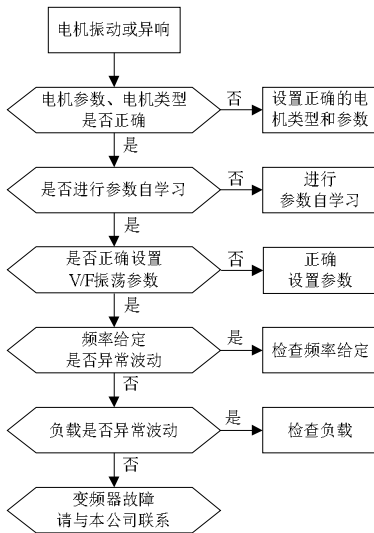 电机振动或异响
电机参数、电机类型
是否正确
否
设置正确的电
机类型和参数
是
是否进行参数自学习
否
进行
参数自学习
是
是否正确设置
V/F振荡参数
否
正确
设置参数
是
频率给定
是否异常波动
是
检查频率给定
否
负载是否异常波动
是
检查负载
否
变频器故障
请与本公司联系